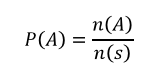 P(A) = n(A)/n(s)